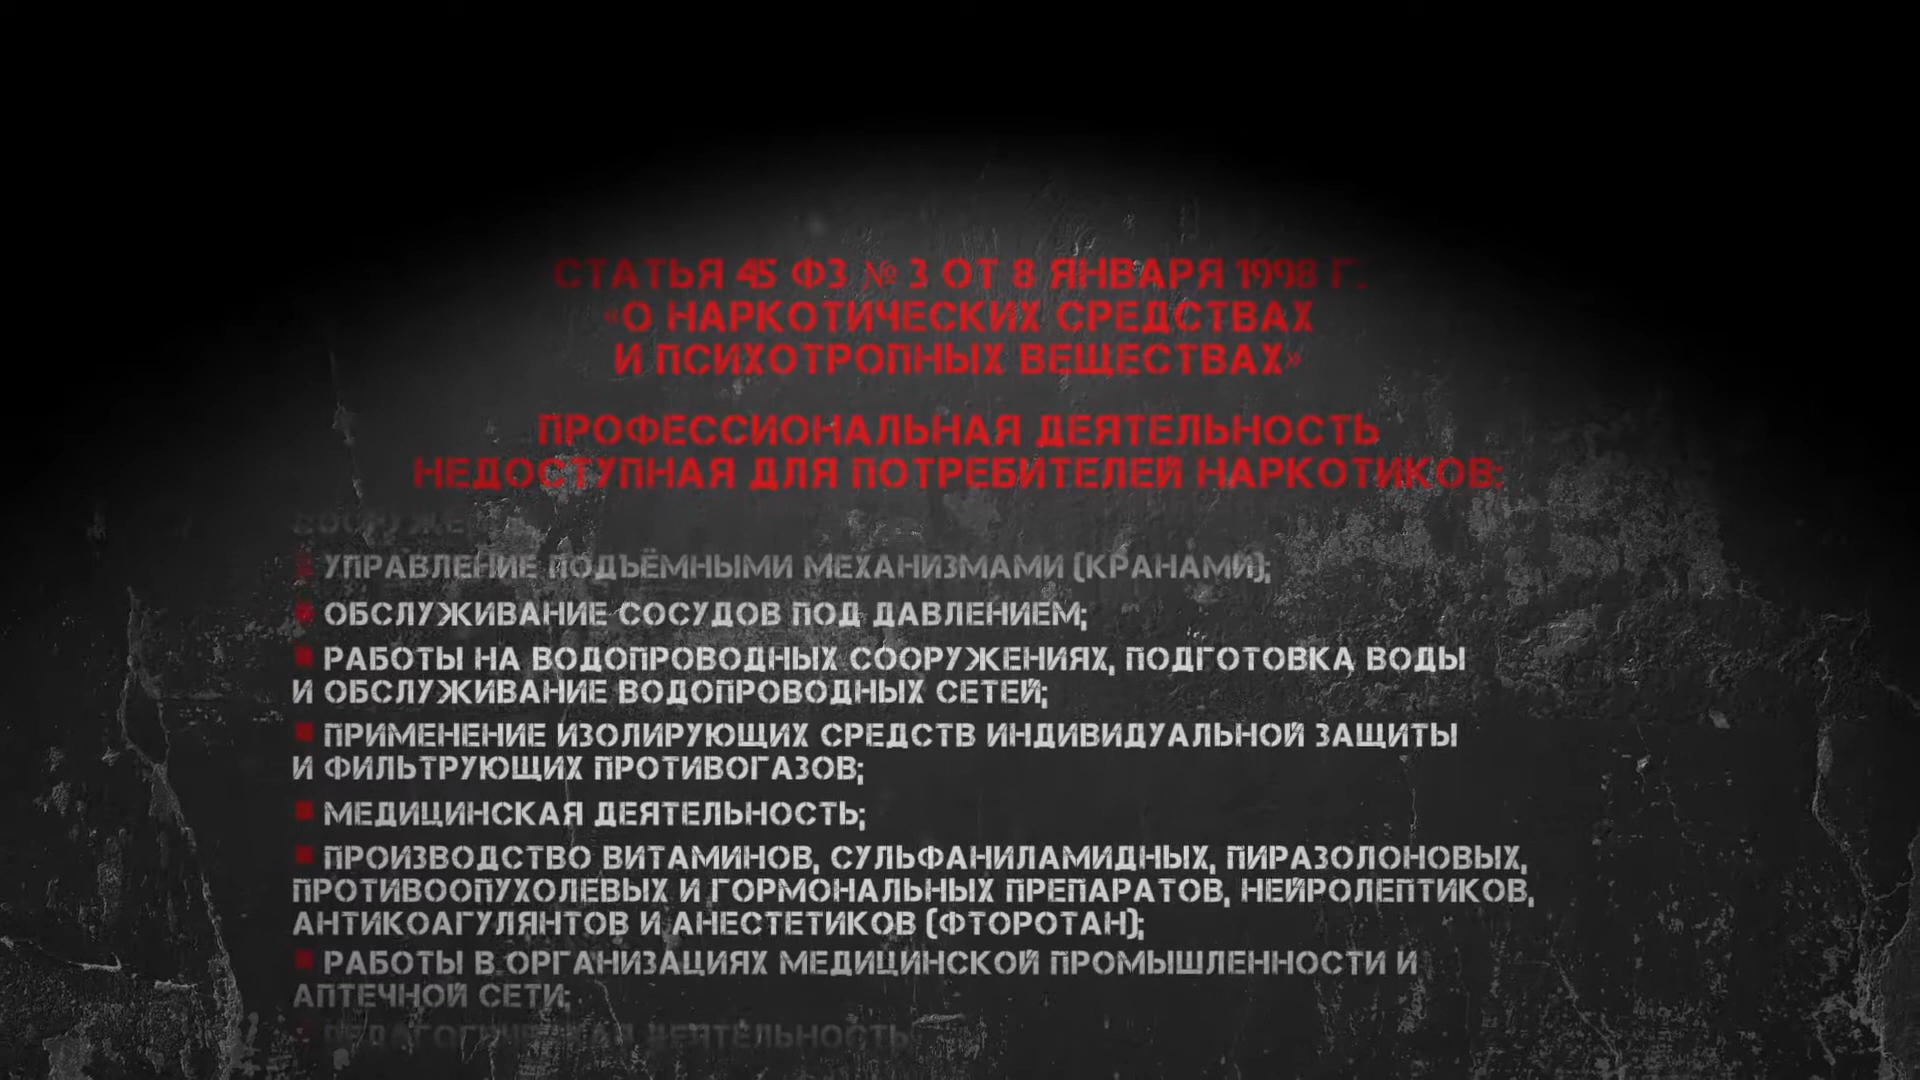 СТАТЬЯ 45 ФЗ № 3 ОТ 8 ЯНВАРЯ 1998 Г.
«О НАРКОТИЧЕСКИХ СРЕДСТВАХ
И ПСИХОТРОПНЫХ ВЕЩЕСТВАХ»
ПРОФЕССИОНАЛЬНАЯ ДЕЯТЕЛЬНОСТЬ
НЕДОСТУПНАЯ ДЛЯ ПОТРЕБИТЕЛЕЙ НАРКОТИКОВ:
УПРАВЛЕНИЕ ПОДЪЁМНЫМИ МЕХАНИЗМАМИ (КРАНАМИ);
ОБСЛУЖИВАНИЕ СОСУДОВ ПОД ДАВЛЕНИЕМ;
РАБОТЫ НА ВОДОПРОВОДНЫХ СООРУЖЕНИЯХ, ПОДГОТОВКА ВОДЫ
И ОБСЛУЖИВАНИЕ ВОДОПРОВОДНЫХ СЕТЕЙ;
ПРИМЕНЕНИЕ ИЗОЛИРУЮЩИХ СРЕДСТВ ИНДИВИДУАЛЬНОЙ ЗАЩИТЫ
И ФИЛЬТРУЮЩИХ ПРОТИВОГАЗОВ;
МЕДИЦИНСКАЯ ДЕЯТЕЛЬНОСТЬ;
ПРОИЗВОДСТВО ВИТАМИНОВ, СУЛЬФАНИЛАМИДНЫХ, ПИРАЗОЛОНОВЫХ,
ПРОТИВООПУХОЛЕВЫХ И ГОРМОНАЛЬНЫХ ПРЕПАРАТОВ, НЕЙРОЛЕПТИКОВ,
АНТИКОАГУЛЯНТОВ И АНЕСТЕТИКОВ (ФТОРОТАН);
РАБОТЫ В ОРГАНИЗАЦИЯХ МЕДИЦИНСКОЙ ПРОМЫШЛЕННОСТИ И
АПТЕЧНОЙ СЕТИ;
ПЕДАГОГИЧЕСКАЯ ДЕЯТЕЛЬНОСТЬ